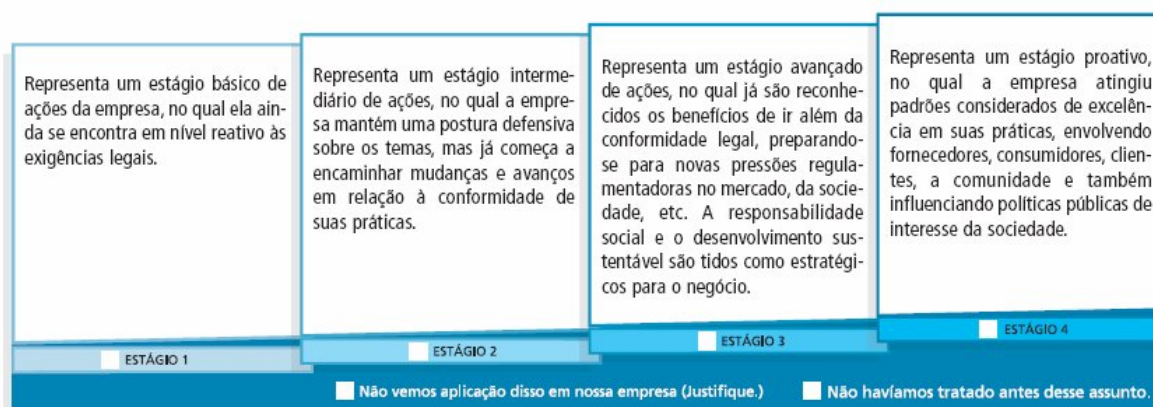 Representa um estágio básico de
ações da empresa, no qual ela ain-
da se encontra em nível reativo às
exigências legais.
ESTÁGIO 1
Representa um estágio interme-
diário de ações, no qual a empre-
sa mantém uma postura defensiva
sobre os temas, mas já começa a
encaminhar mudanças e avanços
em relação à conformidade de
suas práticas.
ESTÁGIO 2
Representa um estágio avançado
de ações, no qual já são reconhe-
cidos os benefícios de ir além da
conformidade legal, preparando-
se para novas pressões regula-
mentadoras no mercado, da socie-
dade, etc. A responsabilidade
social e o desenvolvimento sus-
tentável são tidos como estratégi-
cos para o negócio.
ESTÁGIO 3
Representa um estágio proativo,
no qual a empresa atingiu
padrões considerados de excelên-
cia em suas práticas, envolvendo
fornecedores, consumidores, clien-
tes, a comunidade e também
influenciando políticas públicas de
interesse da sociedade.
ESTÁGIO 4
Não vemos aplicação disso em nossa empresa (Justifique.)
Não havíamos tratado antes desse assunto.